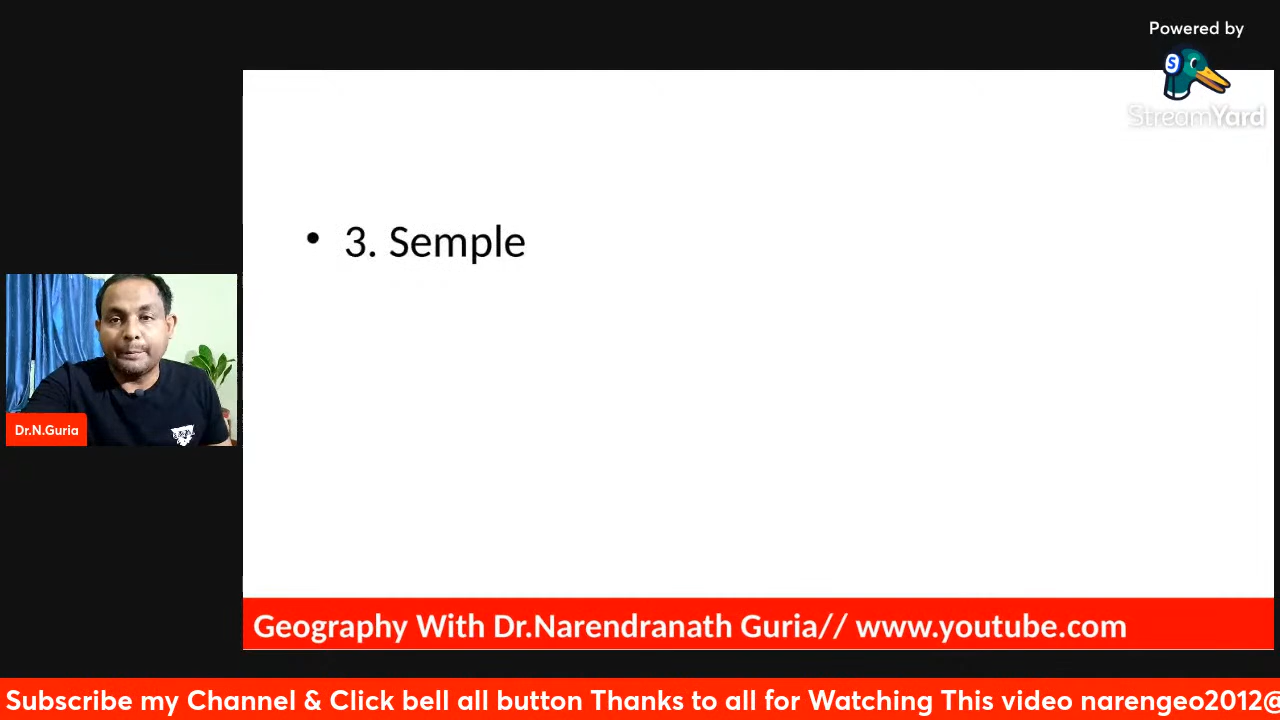 Powered by
S
StreamYard
• 3. Semple
Dr.N.Guria
Geography With Dr.Narendranath Guria// www.youtube.com
Subscribe my Channel & Click bell all button Thanks to all for Watching This video narengeo2012@